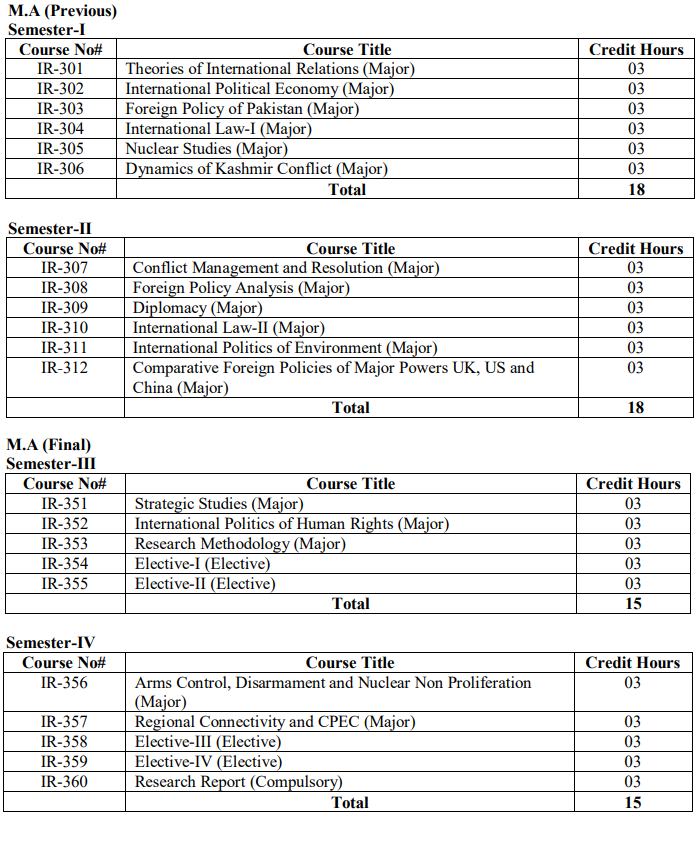 M.A (Previous)
Semester-I
Course No# Course Title Credit Hours
IR-301 Theories of International Relations (Major) 03
IR-302 International Political Economy (Major) 03
IR-303 Foreign Policy of Pakistan (Major) 03
IR-304 International Law-I (Major) 03
IR-305 Nuclear Studies (Major) 03
IR-306 Dynamics of Kashmir Conflict (Major) 03
Total 18
Semester-II
Course No# Course Title Credit Hours
IR-307 Conflict Management and Resolution (Major) 03
IR-308 Foreign Policy Analysis (Major) 03
IR-309 Diplomacy (Major) 03
IR-310 International Law-II (Major) 03
IR-311 International Politics of Environment (Major) 03
IR-312 Comparative Foreign Policies of Major Powers UK, US and 03
China (Major)
Total 18
M.A (Final)
Semester-III
Course No# Course Title Credit Hours
IR-351 Strategic Studies (Major) 03
IR-352 International Politics of Human Rights (Major) 03
IR-353 Research Methodology (Major) 03
IR-354 Elective-I (Elective) 03
IR-355 Elective-II (Elective) 03
Total 15
Semester-IV
Course No# Course Title Credit Hours
IR-356 Arms Control, Disarmament and Nuclear Non Proliferation 03
(Major)
IR-357 Regional Connectivity and CPEC (Major) 03
IR-358 Elective-III (Elective) 03
IR-359 Elective-IV (Elective) 03
IR-360 Research Report (Compulsory) 03
Total 15